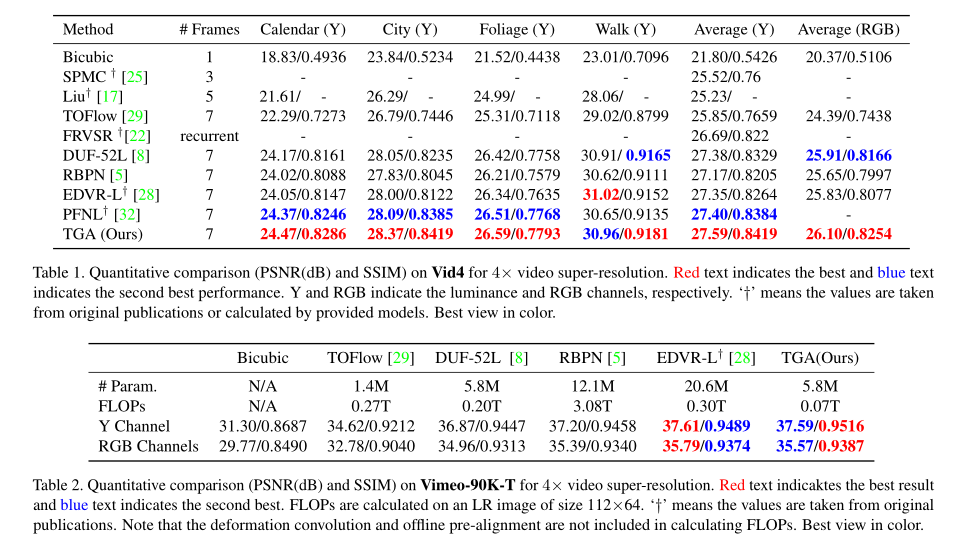 Method # Frames Calendar (Y) City (Y) Foliage (Y) Walk (Y) Average (Y) Average (RGB)
Bicubic 1 18.83/0.4936 23.84/0.5234 21.52/0.4438 23.01/0.7096 21.80/0.5426 20.37/0.5106
SPMC † [25] 3 - - - - 25.52/0.76 -
Liu† [17] 5 21.61/ - 26.29/ - 24.99/ - 28.06/ - 25.23/ - -
TOFlow [29] 7 22.29/0.7273 26.79/0.7446 25.31/0.7118 29.02/0.8799 25.85/0.7659 24.39/0.7438
FRVSR †[22] recurrent - - - - 26.69/0.822 -
DUF-52L [8] 7 24.17/0.8161 28.05/0.8235 26.42/0.7758 30.91/ 0.9165 27.38/0.8329 25.91/0.8166
RBPN [5] 7 24.02/0.8088 27.83/0.8045 26.21/0.7579 30.62/0.9111 27.17/0.8205 25.65/0.7997
EDVR-L† [28] 7 24.05/0.8147 28.00/0.8122 26.34/0.7635 31.02/0.9152 27.35/0.8264 25.83/0.8077
PFNL† [32] 7 24.37/0.8246 28.09/0.8385 26.51/0.7768 30.65/0.9135 27.40/0.8384 -
TGA (Ours) 7 24.47/0.8286 28.37/0.8419 26.59/0.7793 30.96/0.9181 27.59/0.8419 26.10/0.8254
Table 1. Quantitative comparison (PSNR(dB) and SSIM) on Vid4 for 4× video super-resolution. Red text indicates the best and blue text
indicates the second best performance. Y and RGB indicate the luminance and RGB channels, respectively. ‘†’ means the values are taken
from original publications or calculated by provided models. Best view in color.
Bicubic TOFlow [29] DUF-52L [8] RBPN [5] EDVR-L† [28] TGA(Ours)
# Param. N/A 1.4M 5.8M 12.1M 20.6M 5.8M
FLOPs N/A 0.27T 0.20T 3.08T 0.30T 0.07T
Y Channel 31.30/0.8687 34.62/0.9212 36.87/0.9447 37.20/0.9458 37.61/0.9489 37.59/0.9516
RGB Channels 29.77/0.8490 32.78/0.9040 34.96/0.9313 35.39/0.9340 35.79/0.9374 35.57/0.9387
Table 2. Quantitative comparison (PSNR(dB) and SSIM) on Vimeo-90K-T for 4× video super-resolution. Red text indicaktes the best result
and blue text indicates the second best. FLOPs are calculated on an LR image of size 112×64. ‘†’ means the values are taken from original
publications. Note that the deformation convolution and offline pre-alignment are not included in calculating FLOPs. Best view in color.